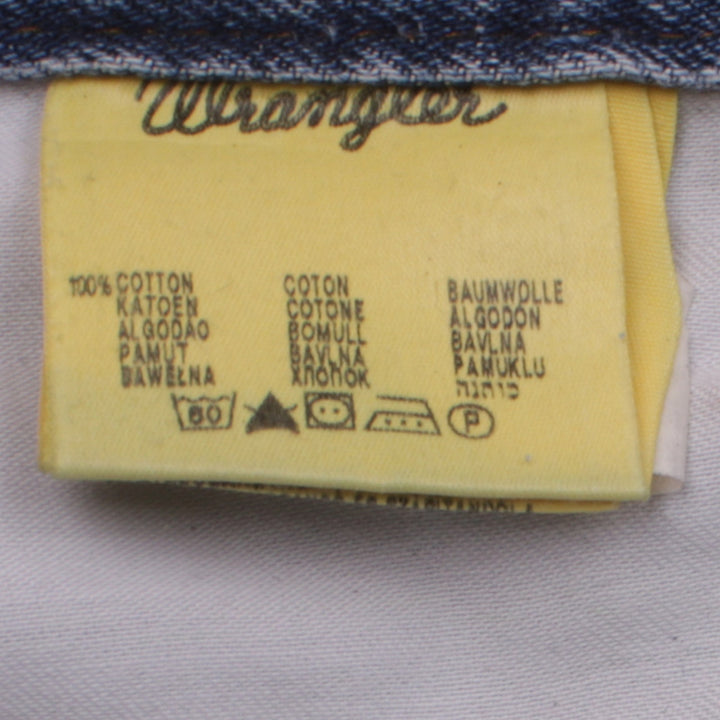 Wrangler
100% COTTON
KATOEN
ALGODAO
PAMUT
BAWEŁNA
COTON
COTONE
BOMULL
BAVLNA
ХЛОПОК
BAUMWOLLE
ALGODON
BAVLNA
PAMUKLU
כותנה
60
P